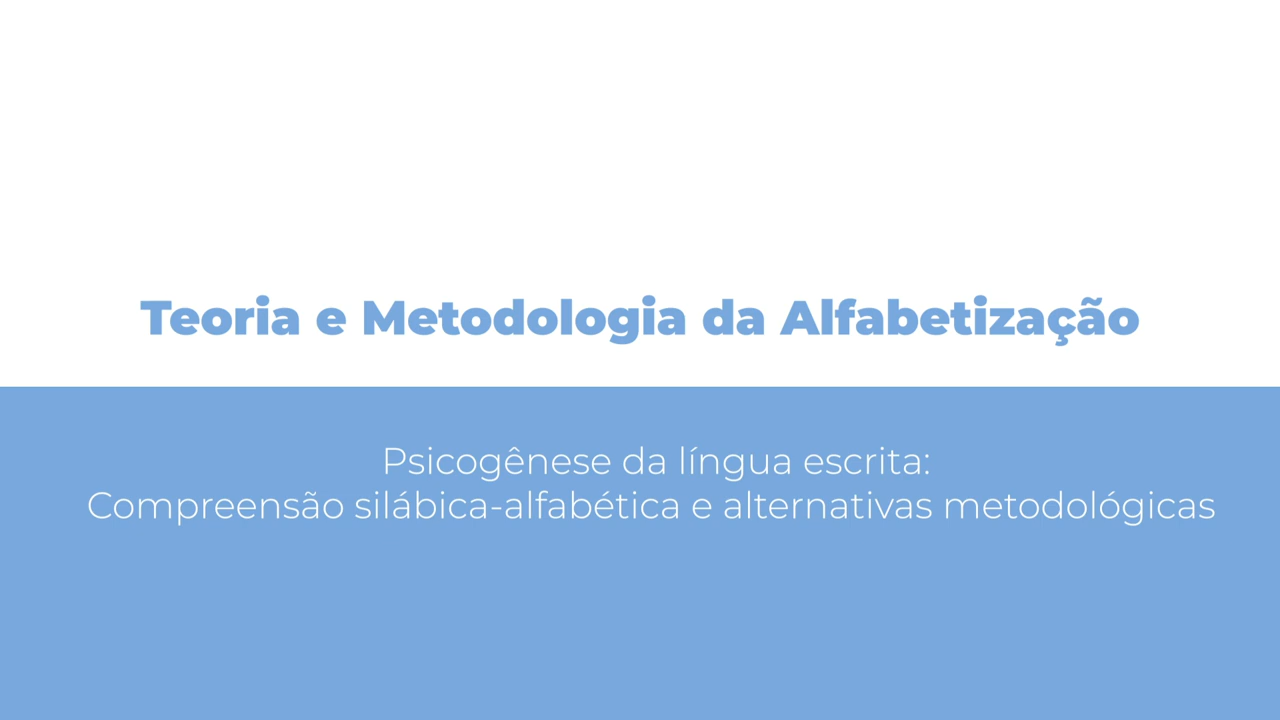 Teoria e Metodologia da Alfabetização
Psicogênese da língua escrita:
Compreensão silábica-alfabética e alternativas metodológicas